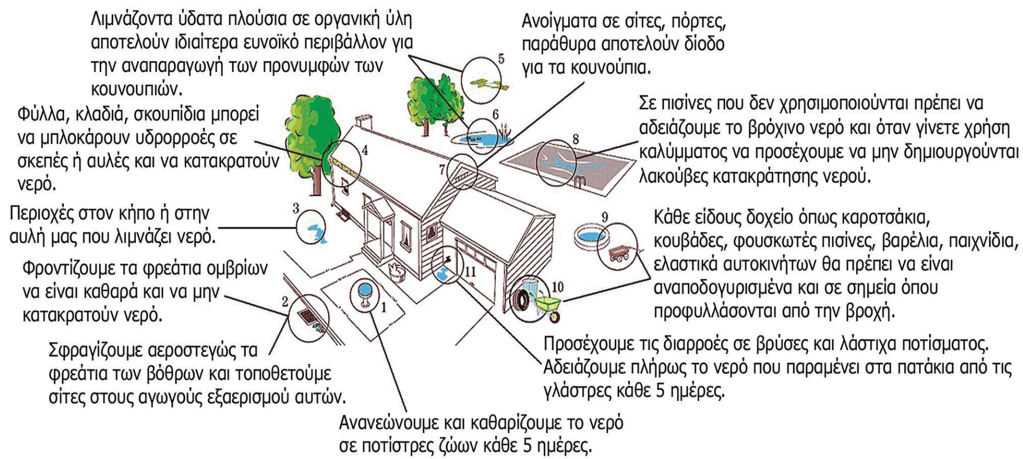 Λιμνάζοντα ύδατα πλούσια σε οργανική ύλη
αποτελούν ιδιαίτερα ευνοϊκό περιβάλλον για
την αναπαραγωγή των προνυμφών των
κουνουπιών.
Ανοίγματα σε σίτες, πόρτες,
παράθυρα αποτελούν δίοδο
για τα κουνούπια.
Φύλλα, κλαδιά, σκουπίδια μπορεί
να μπλοκάρουν υδρορροές σε
σκεπές ή αυλές και να κατακρατούν
νερό.
Σε πισίνες που δεν χρησιμοποιούνται πρέπει να
αδειάζουμε το βρόχινο νερό και όταν γίνετε χρήση
καλύμματος να προσέχουμε να μην δημιουργούνται
λακούβες κατακράτησης νερού.
Περιοχές στον κήπο ή στην
αυλή μας που λιμνάζει νερό.
Κάθε είδους δοχείο όπως καροτσάκια,
κουβάδες, φουσκωτές πισίνες, βαρέλια, παιχνίδια,
ελαστικά αυτοκινήτων θα πρέπει να είναι
αναποδογυρισμένα και σε σημεία όπου
προφυλλάσονται από την βροχή.
Φροντίζουμε τα φρεάτια ομβρίων
να είναι καθαρά και να μην
κατακρατούν νερό.
Σφραγίζουμε αεροστεγώς τα
φρεάτια των βόθρων και τοποθετούμε
σίτες στους αγωγούς εξαερισμού αυτών.
Προσέχουμε τις διαρροές σε βρύσες και λάστιχα ποτίσματος.
Αδειάζουμε πλήρως το νερό που παραμένει στα πατάκια από τις
γλάστρες κάθε 5 ημέρες.
Ανανεώνουμε και καθαρίζουμε το νερό
σε ποτίστρες ζώων κάθε 5 ημέρες.
5
6
8
4
7
3
9
11
10
2
1